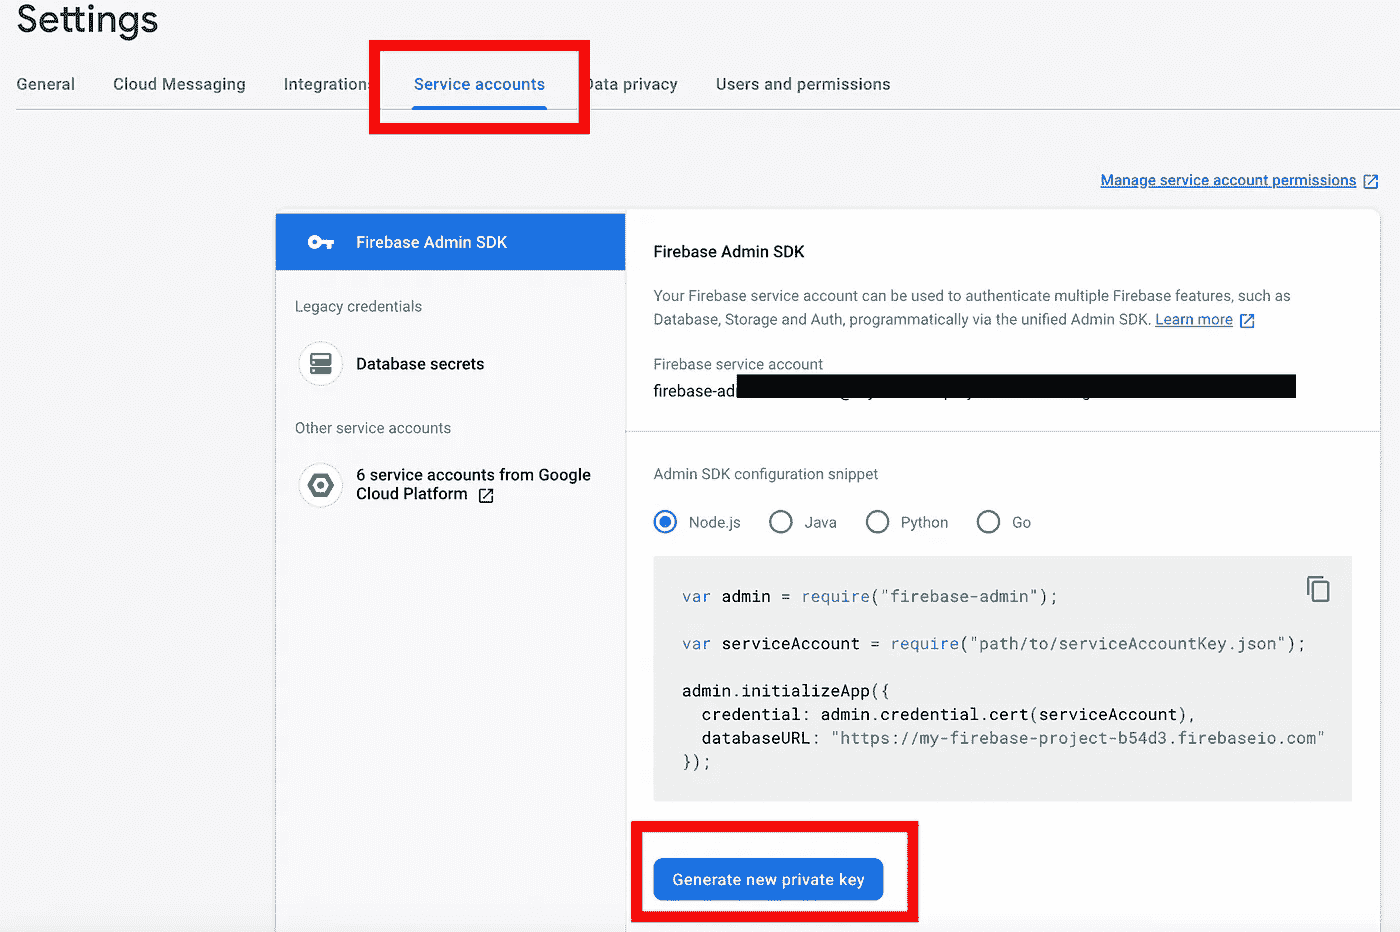 Settings
General
Cloud Messaging
Integrations
Service accounts
Data privacy
Users and permissions
Manage service account permissions
Firebase Admin SDK
Legacy credentials
Database secrets
Other service accounts
6 service accounts from Google
Cloud Platform
Firebase Admin SDK
Your Firebase service account can be used to authenticate multiple Firebase features, such as
Database, Storage and Auth, programmatically via the unified Admin SDK. Learn more
Firebase service account
firebase-ad
Admin SDK configuration snippet
Node.js
Java
Python
Go
var admin = require("firebase-admin");
var serviceAccount = require("path/to/serviceAccountKey.json");
admin.initializeApp({
  credential: admin.credential.cert(serviceAccount),
  databaseURL: "https://my-firebase-project-b54d3.firebaseio.com"
});
Generate new private key